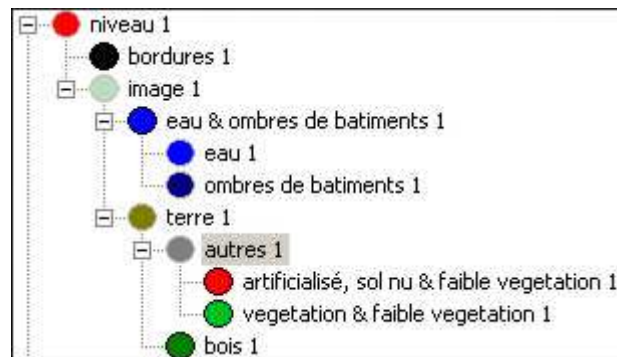 niveau 1
bordures 1
image 1
eau & ombres de batiments 1
eau 1
ombres de batiments 1
terre 1
autres 1
artificialisé, sol nu & faible vegetation 1
vegetation & faible vegetation 1
bois 1